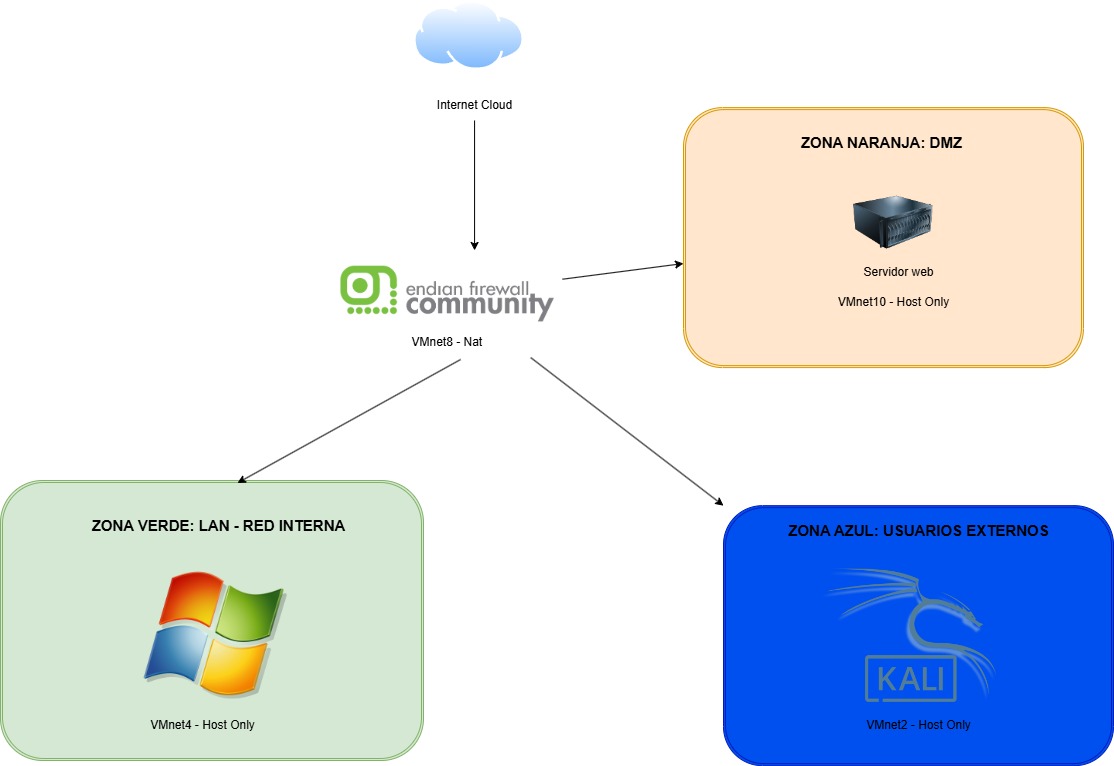 Internet Cloud
ZONA NARANJA: DMZ
Servidor web
VMnet10 - Host Only
endian firewall
community
VMnet8 - Nat
ZONA VERDE: LAN - RED INTERNA
VMnet4 - Host Only
ZONA AZUL: USUARIOS EXTERNOS
KALI
VMnet2 - Host Only